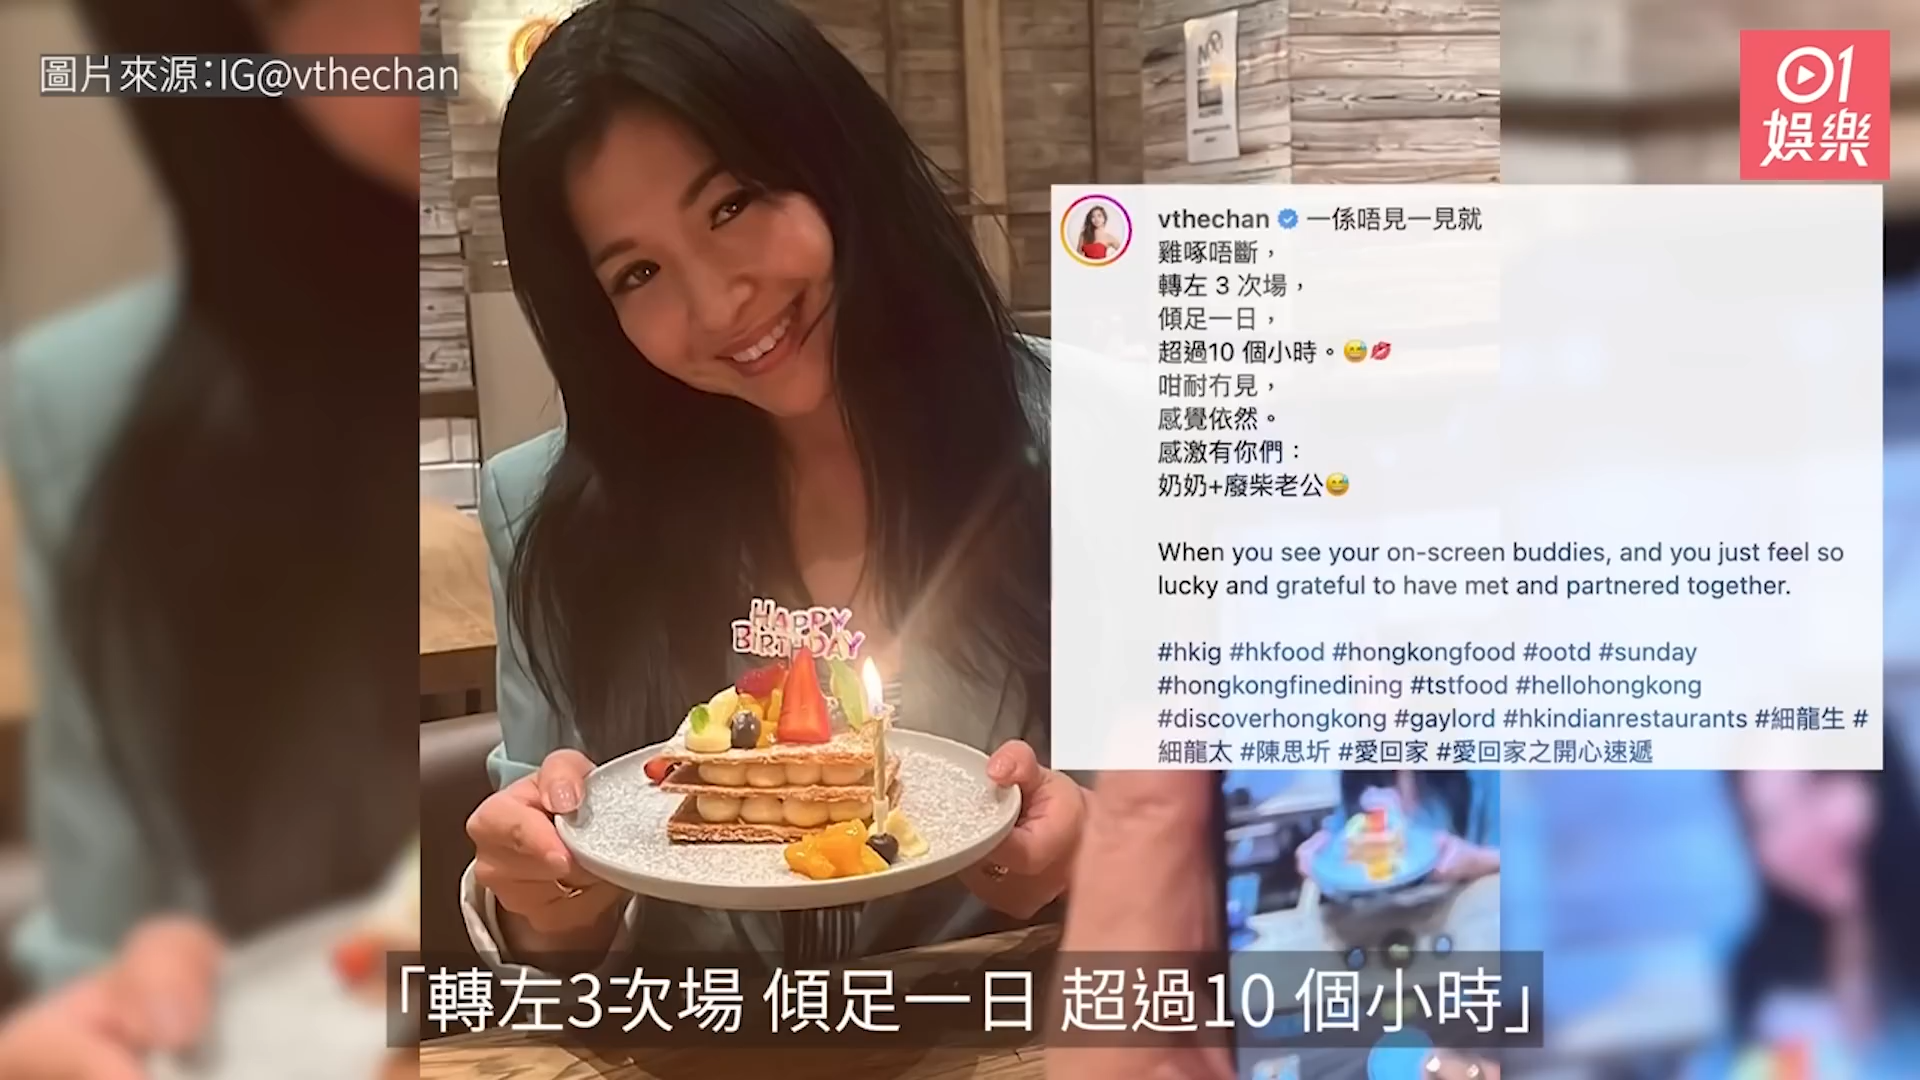 圖片來源：IG@vthechan
01
娛樂
vthechan 一係唔見一見就
雞啄唔斷，
轉左 3 次場，
傾足一日，
超過10 個小時。😅💋
咁耐冇見，
感覺依然。
感激有你們：
奶奶+廢柴老公😅
When you see your on-screen buddies, and you just feel so
lucky and grateful to have met and partnered together.
#hkig #hkfood #hongkongfood #ootd #sunday
#hongkongfinedining #tstfood #hellohongkong
#discoverhongkong #gaylord #hkindianrestaurants #細龍生 #
細龍太 #陳思圻 #愛回家 #愛回家之開心速遞
HAPPY
BIRTHDAY
「轉左3次場 傾足一日 超過10 個小時」